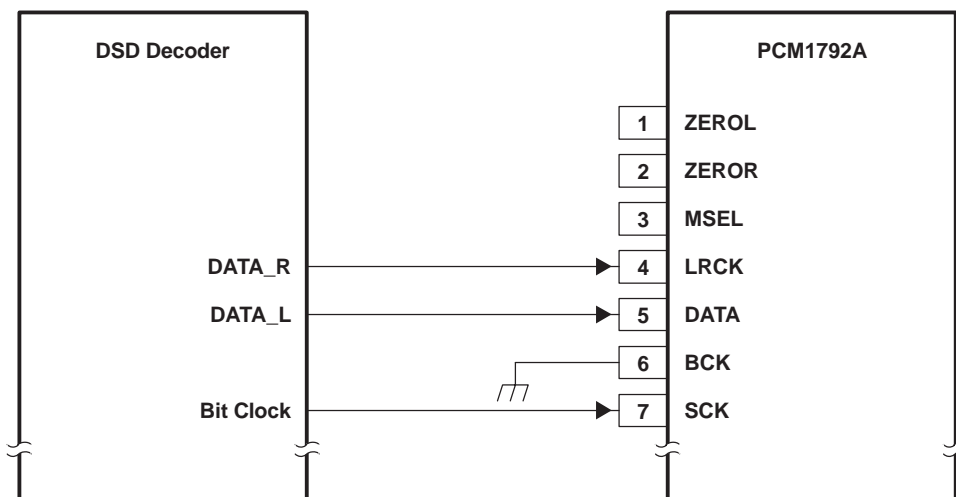 DSD Decoder
PCM1792A
1 ZEROL
2 ZEROR
3 MSEL
DATA_R 4 LRCK
DATA_L 5 DATA
6 BCK
Bit Clock 7 SCK